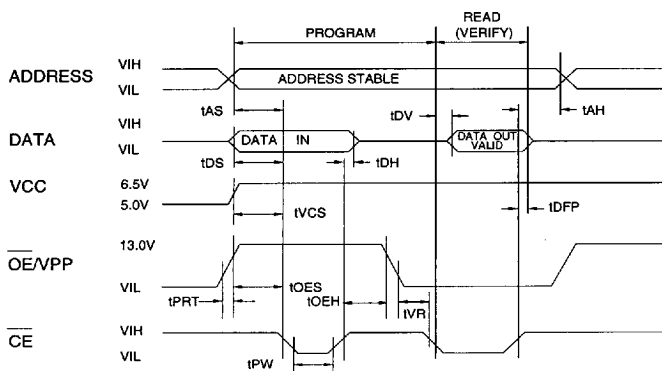 PROGRAM
READ
(VERIFY)
ADDRESS
VIH
VIL
ADDRESS STABLE
tAS
tDV
tAH
DATA
VIH
VIL
DATA IN
DATA OUT
VALID
tDS
tDH
VCC
6.5V
5.0V
tVCS
tDFP
OE/VPP
13.0V
VIL
tPRT
tOES
tOEH
tVR
CE
VIH
VIL
tPW